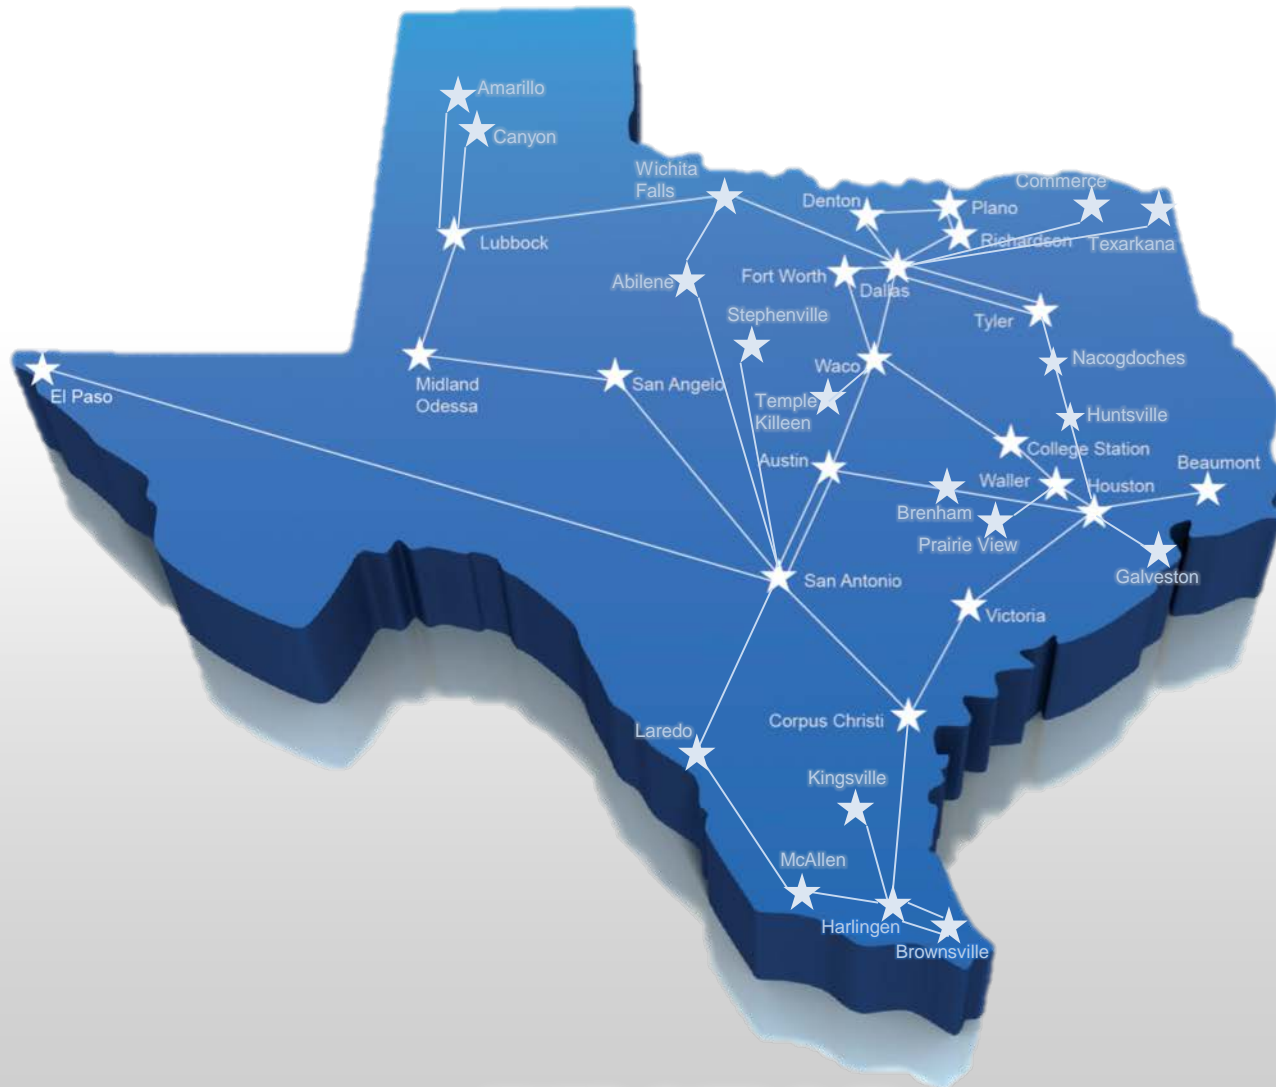 Amarillo
Canyon
Wichita
Falls
Commerce
Denton
Plano
Lubbock
Richardson
Texarkana
Abilene
Fort Worth
Dallas
Stephenville
Tyler
Nacogdoches
Waco
Midland
Odessa
San Angelo
El Paso
Temple
Killeen
Huntsville
College Station
Austin
Beaumont
Waller
Houston
Brenham
Prairie View
Galveston
San Antonio
Victoria
Corpus Christi
Laredo
Kingsville
McAllen
Harlingen
Brownsville